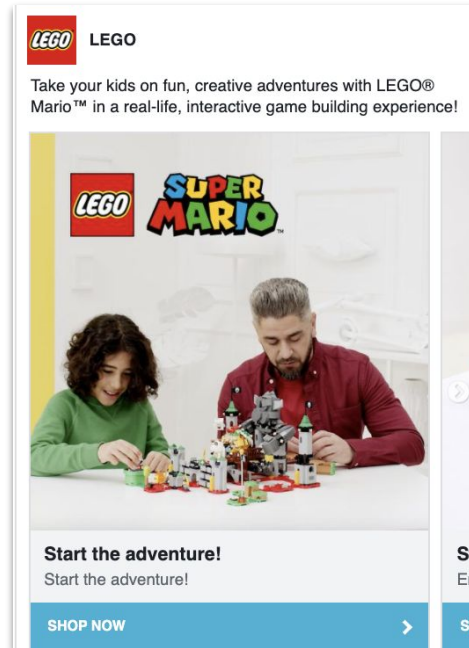 LEGO
LEGO
Take your kids on fun, creative adventures with LEGO®
Mario™ in a real-life, interactive game building experience!
LEGO
SUPER
MARIO™
Start the adventure!
Start the adventure!
SHOP NOW